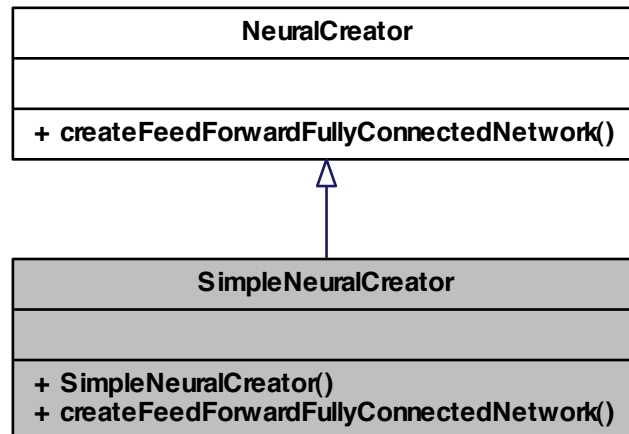 NeuralCreator
+ createFeedForwardFullyConnectedNetwork()
SimpleNeuralCreator
+ SimpleNeuralCreator()
+ createFeedForwardFullyConnectedNetwork()